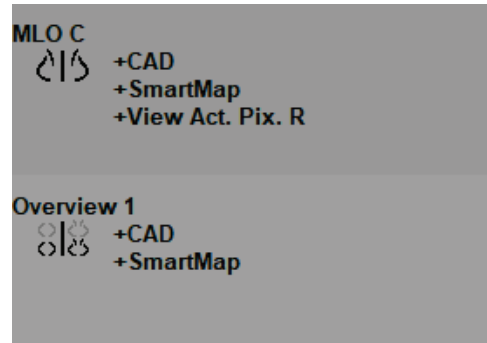 MLO C
+CAD
+SmartMap
+View Act. Pix. R
Overview 1
+CAD
+SmartMap